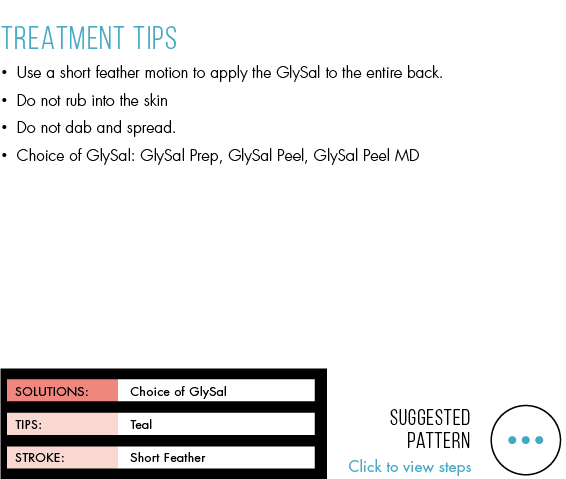 TREATMENT TIPS
• Use a short feather motion to apply the GlySal to the entire back.
• Do not rub into the skin
• Do not dab and spread.
• Choice of GlySal: GlySal Prep, GlySal Peel, GlySal Peel MD
SOLUTIONS: Choice of GlySal
TIPS: Teal
STROKE: Short Feather
SUGGESTED
PATTERN
Click to view steps